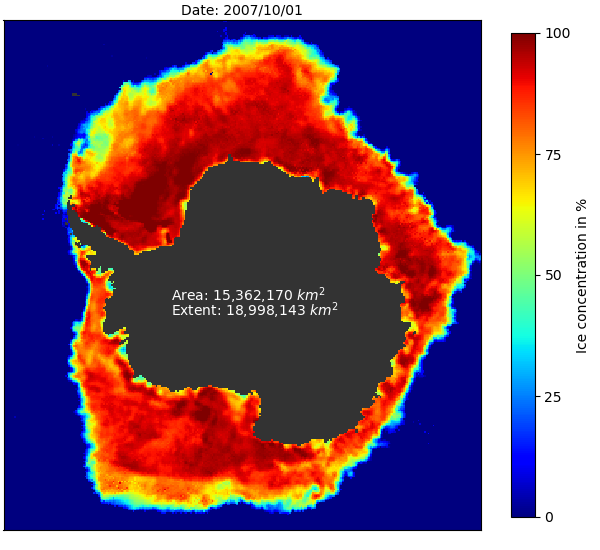 Date: 2007/10/01
100
75
50
25
0
Ice concentration in %
Area: 15,362,170 km²
Extent: 18,998,143 km²